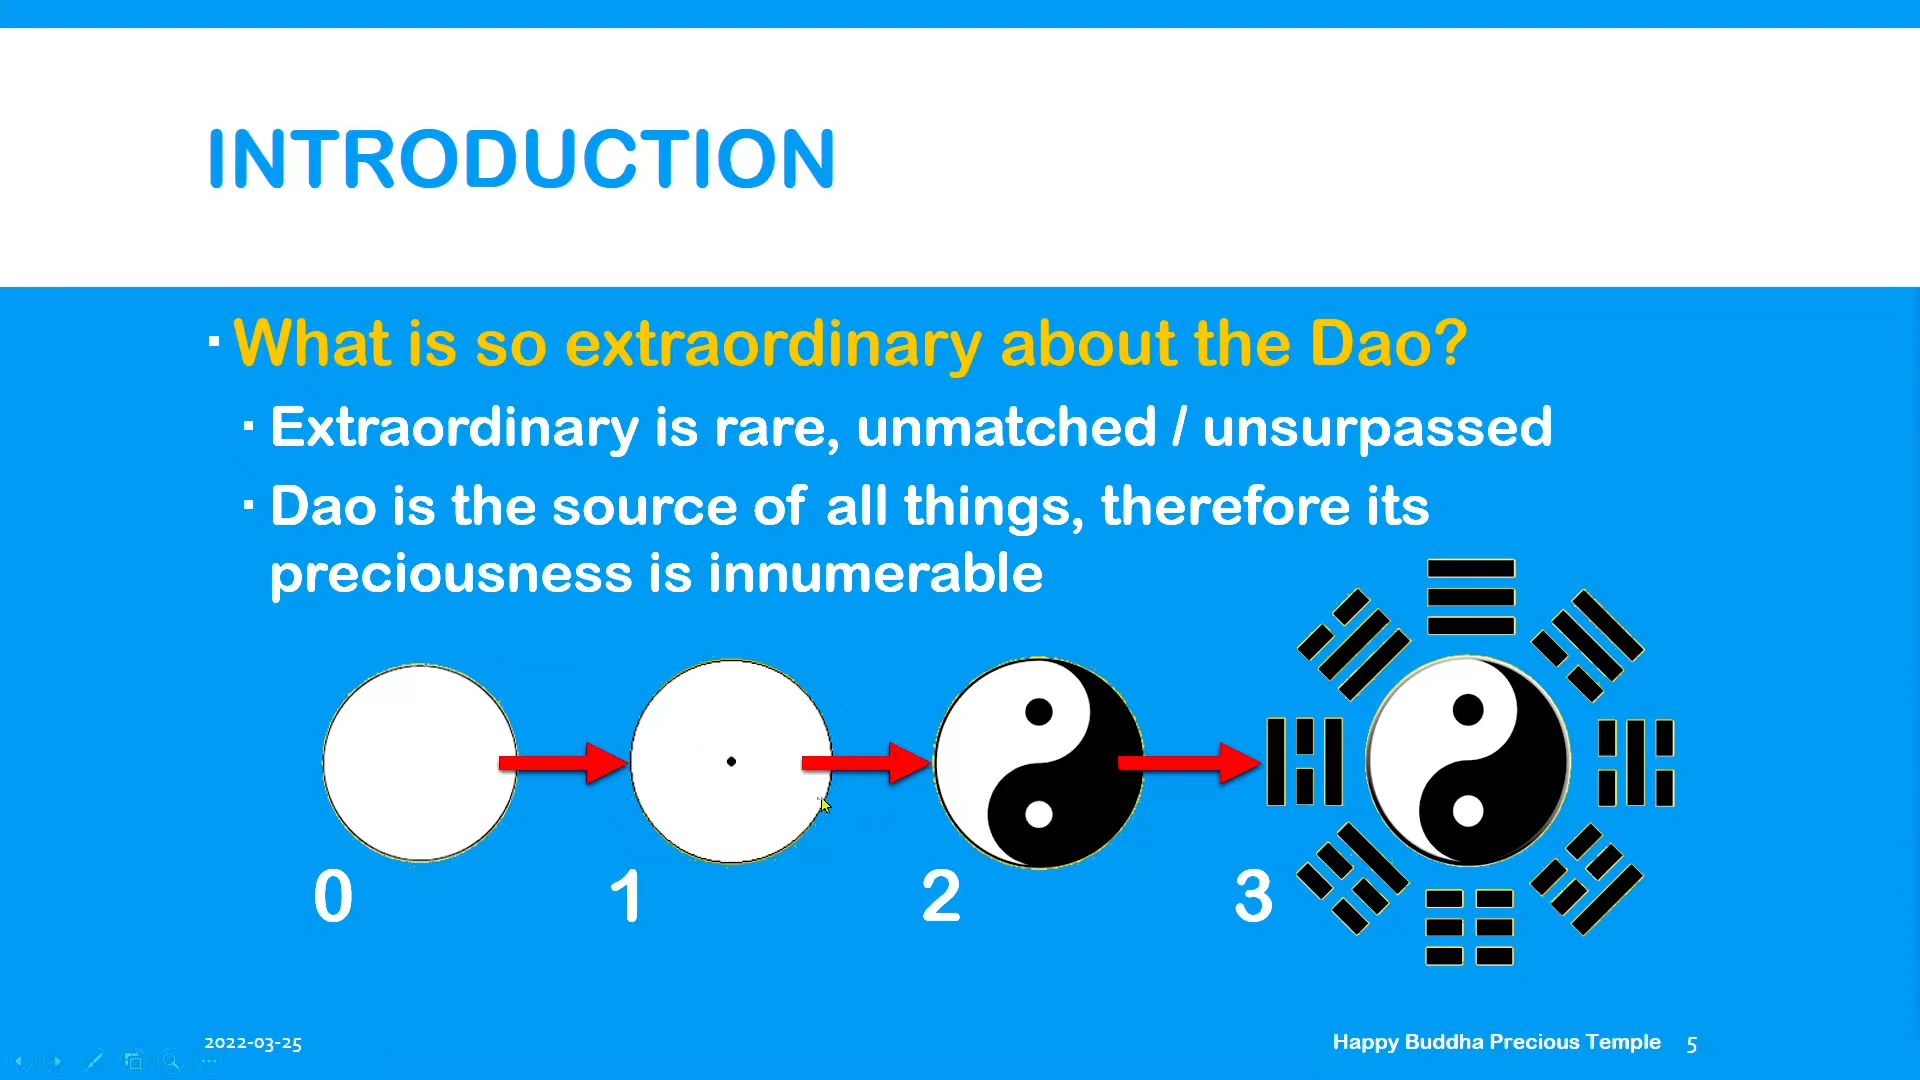 INTRODUCTION
What is so extraordinary about the Dao?
Extraordinary is rare, unmatched / unsurpassed
Dao is the source of all things, therefore its
preciousness is innumerable
0 1 2 3
2022-03-25 Happy Buddha Precious Temple 5